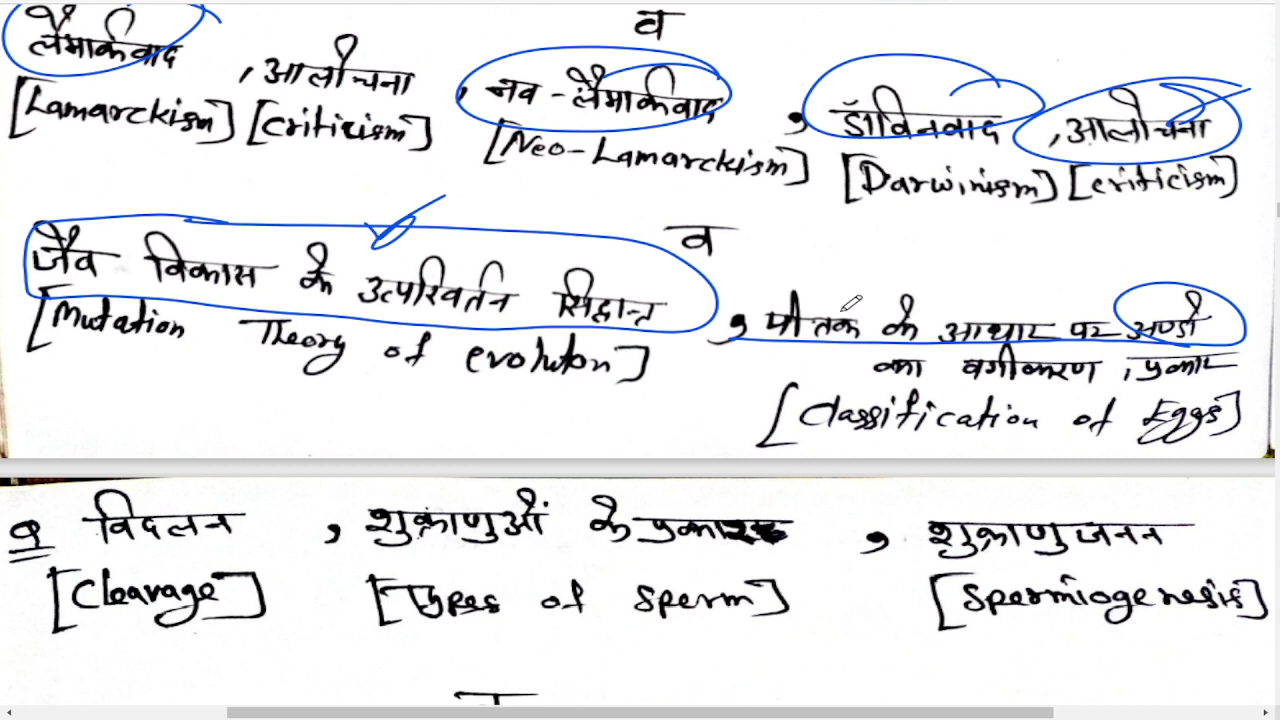 व
लैमार्कवाद , आलोचना , नव-लैमार्कवाद , डॉविनवाद , आलोचना
[Lamarckism] [criticism] [Neo-Lamarckism] [Darwinism] [criticism]
व
जैव विकास के उत्परिवर्तन सिद्धान्त , पीतक के आधार पर अण्डो
का वर्गीकरण , प्रकार
[Mutation Theory of evoluton] [Classification of Eggs]
Q विदलन , शुक्राणुओं के प्रकार , शुक्राणुजनन
[Cleavage] [Types of sperm] [Spermiogenesis]